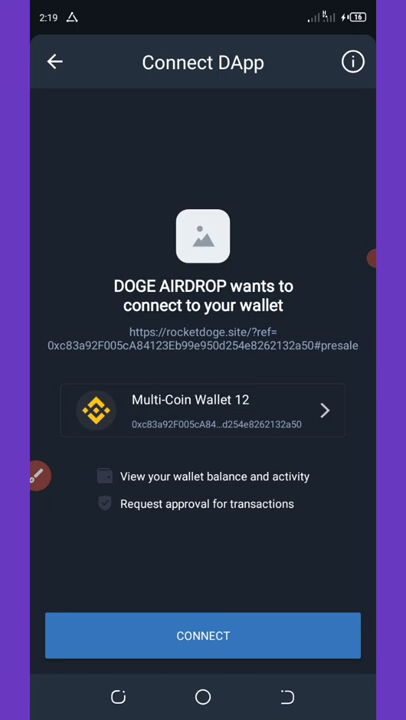 2:19
16
Connect DApp
DOGE AIRDROP wants to
connect to your wallet
https://rocketdoge.site/?ref=
0xc83a92F005cA84123Eb99e950d254e8262132a50#presale
Multi-Coin Wallet 12
0xc83a92F005cA84...d254e8262132a50
View your wallet balance and activity
Request approval for transactions
CONNECT